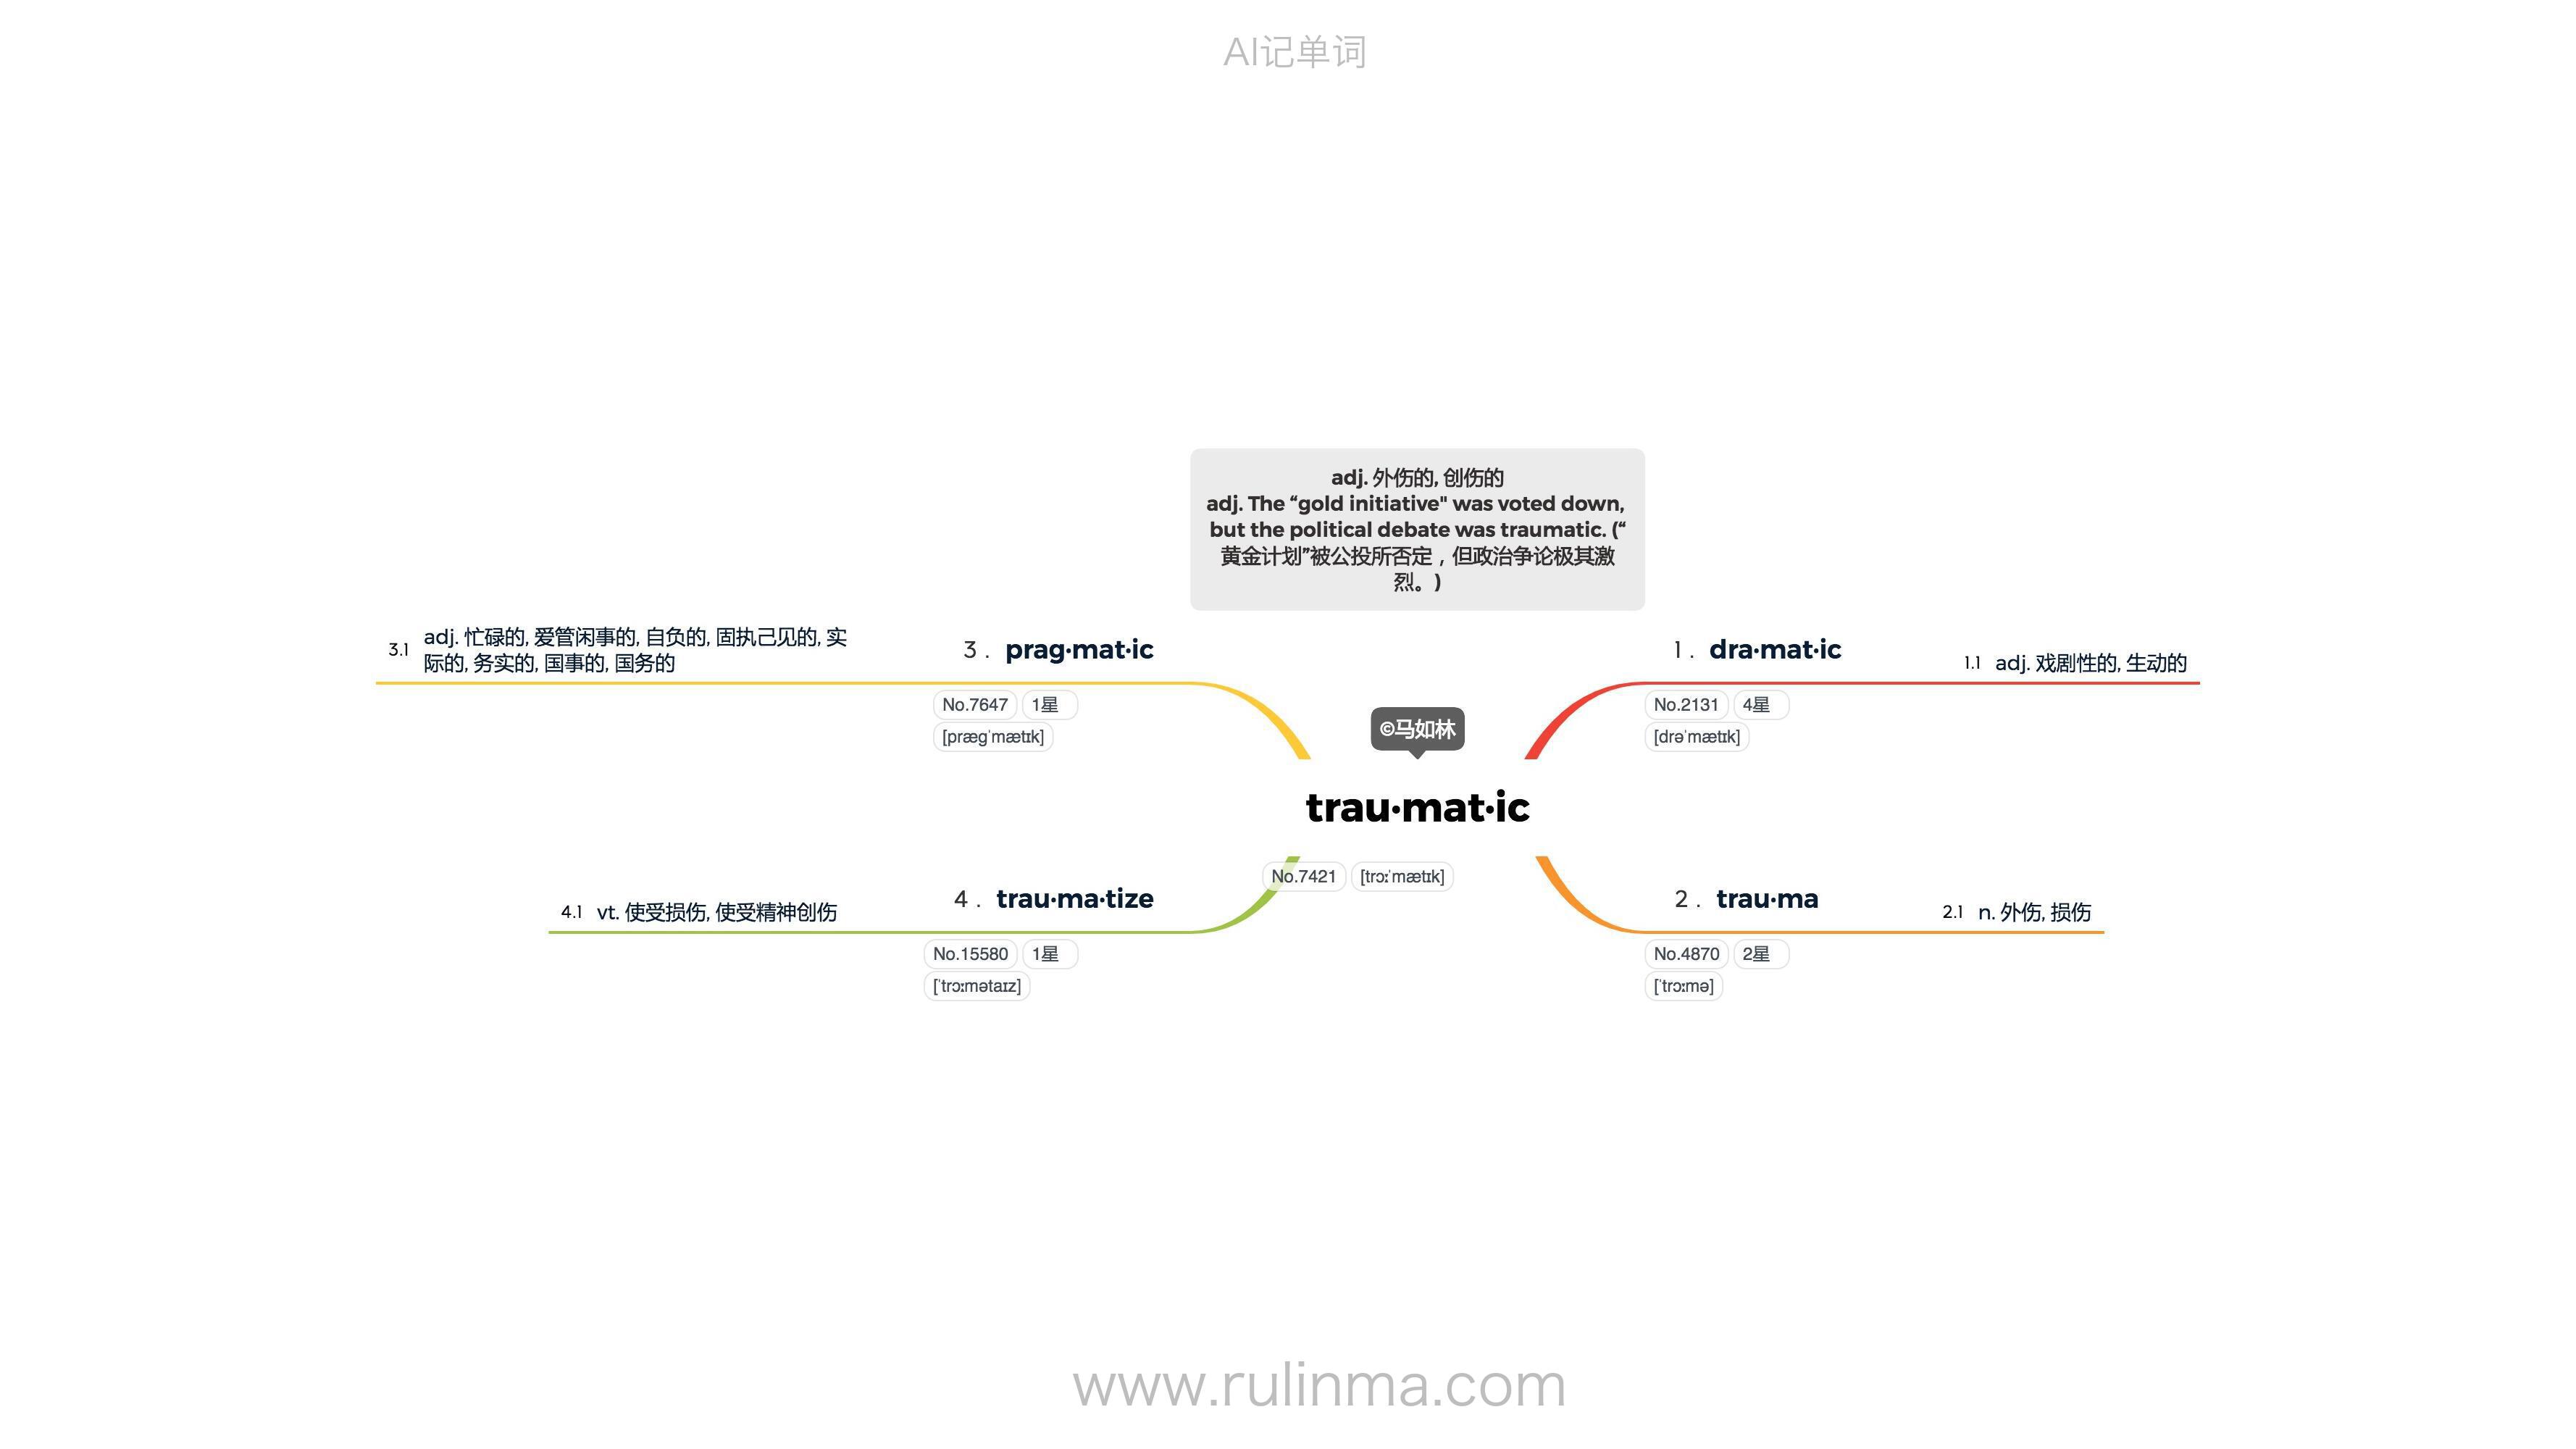 AI记单词
adj. 外伤的, 创伤的
adj. The “gold initiative" was voted down,
but the political debate was traumatic. (“
黄金计划”被公投所否定，但政治争论极其激
烈。)
©马如林
trau·mat·ic
No.7421 [trɔːˈmætɪk]
1 . dra·mat·ic
No.2131 4星
[drəˈmætɪk]
1.1 adj. 戏剧性的, 生动的
2 . trau·ma
No.4870 2星
[ˈtrɔːmə]
2.1 n. 外伤, 损伤
3 . prag·mat·ic
No.7647 1星
[præɡˈmætɪk]
3.1 adj. 忙碌的, 爱管闲事的, 自负的, 固执己见的, 实
际的, 务实的, 国事的, 国务的
4 . trau·ma·tize
No.15580 1星
[ˈtrɔːmətaɪz]
4.1 vt. 使受损伤, 使受精神创伤
www.rulinma.com